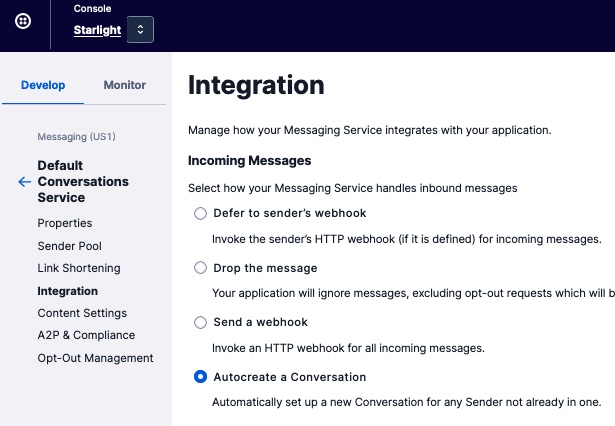 Console
Starlight
Develop
Monitor
Messaging (US1)
Default
Conversations
Service
Properties
Sender Pool
Link Shortening
Integration
Content Settings
A2P & Compliance
Opt-Out Management
Integration
Manage how your Messaging Service integrates with your application.
Incoming Messages
Select how your Messaging Service handles inbound messages
Defer to sender's webhook
Invoke the sender's HTTP webhook (if it is defined) for incoming messages.
Drop the message
Your application will ignore messages, excluding opt-out requests which will
Send a webhook
Invoke an HTTP webhook for all incoming messages.
Autocreate a Conversation
Automatically set up a new Conversation for any Sender not already in one.